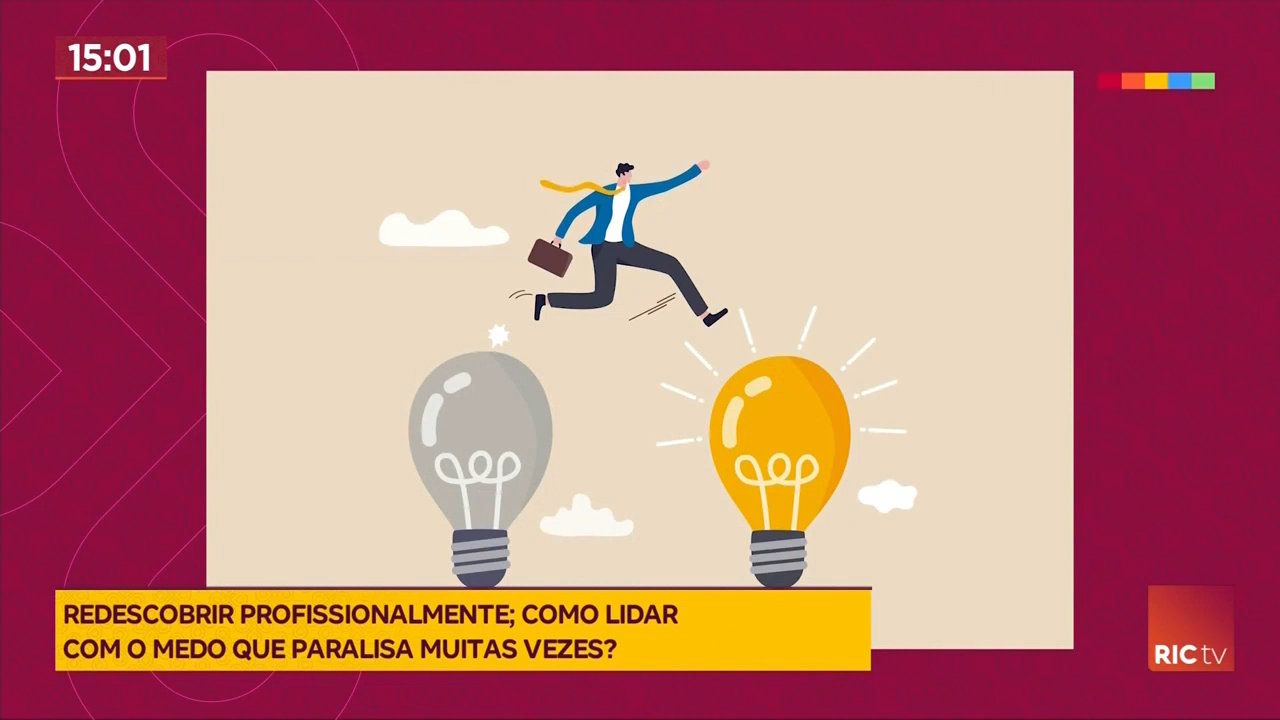 15:01
REDESCOBRIR PROFISSIONALMENTE; COMO LIDAR
COM O MEDO QUE PARALISA MUITAS VEZES?
RIC tv